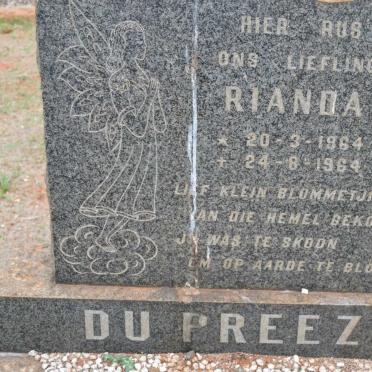 HIER RUS
ONS LIEFLING
RIANDA
* 20-3-1964
+ 24-8-1964
LIEF KLEIN BLOMMETJ
VAN DIE HEMEL BEKO
JY WAS TE SKOON
OM OP AARDE TE BLO
DU PREEZ